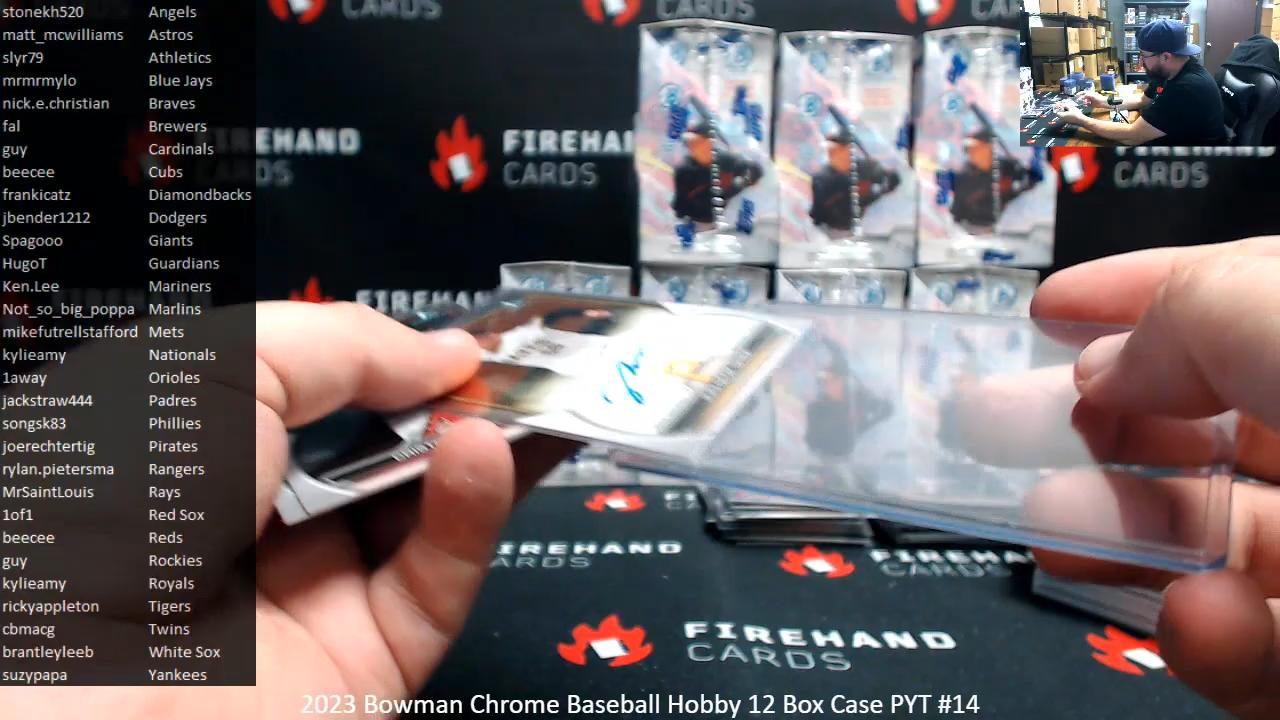 stonekh520 Angels
matt_mcwilliams Astros
slyr79 Athletics
mrmrmylo Blue Jays
nick.e.christian Braves
fal Brewers
guy Cardinals
beecee Cubs
frankicatz Diamondbacks
jbender1212 Dodgers
Spagooo Giants
HugoT Guardians
Ken.Lee Mariners
Not_so_big_poppa Marlins
mikefutrellstafford Mets
kylieamy Nationals
1away Orioles
jackstraw444 Padres
songsk83 Phillies
joerechtertig Pirates
rylan.pietersma Rangers
MrSaintLouis Rays
1of1 Red Sox
beecee Reds
guy Rockies
kylieamy Royals
rickyappleton Tigers
cbmacg Twins
brantleyleeb White Sox
suzypapa Yankees
CARDS
CARDS
FIREHAND
CARDS
CARDS
FIREHAND
CARDS
FIREHAND
CARDS
2023 Bowman Chrome Baseball Hobby 12 Box Case PYT #14